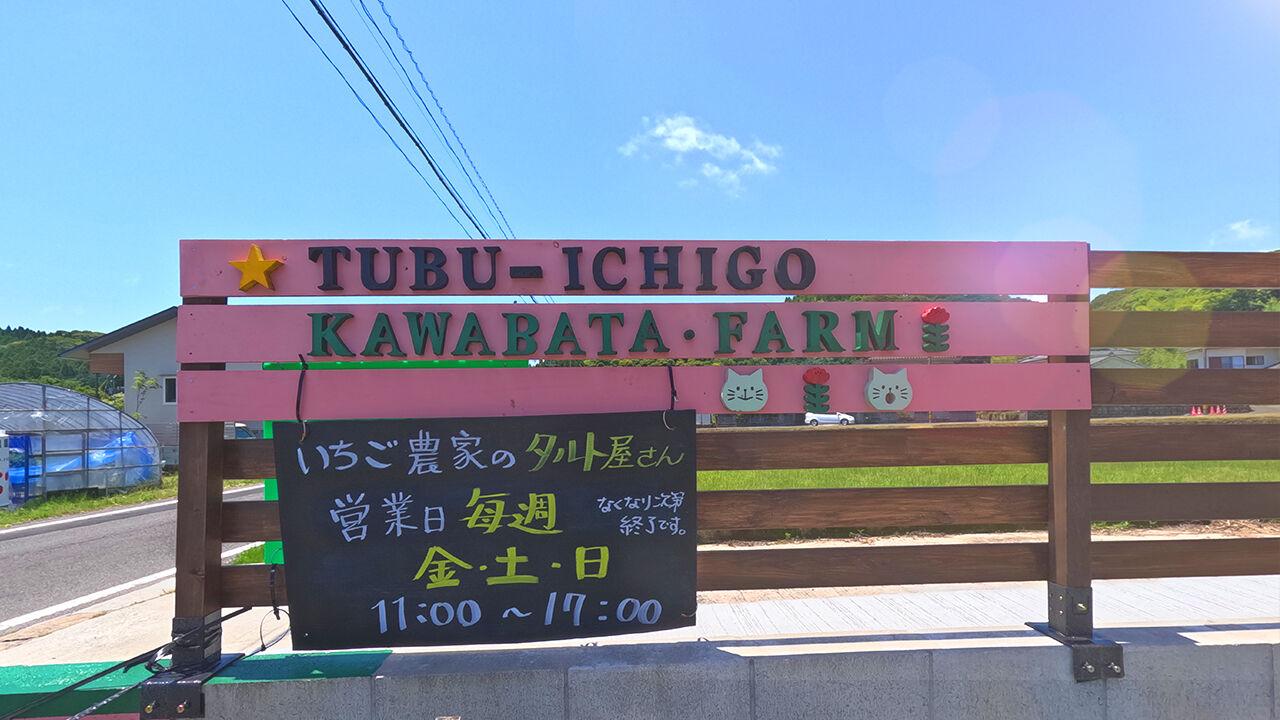 TUBU-ICHIGO
KAWABATA・FARM
いちご農家のタルト屋さん
営業日 毎週
なくなり次第
終了です。
金・土・日
11:00～17:00